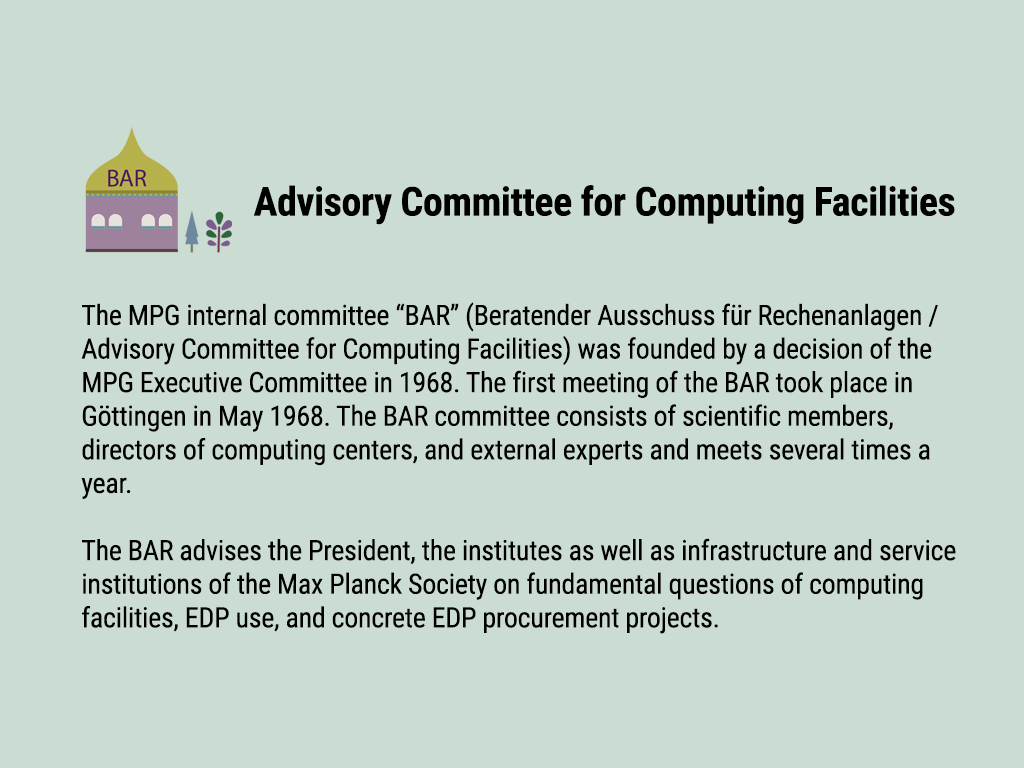 BAR
Advisory Committee for Computing Facilities
The MPG internal committee “BAR” (Beratender Ausschuss für Rechenanlagen /
Advisory Committee for Computing Facilities) was founded by a decision of the
MPG Executive Committee in 1968. The first meeting of the BAR took place in
Göttingen in May 1968. The BAR committee consists of scientific members,
directors of computing centers, and external experts and meets several times a
year.
The BAR advises the President, the institutes as well as infrastructure and service
institutions of the Max Planck Society on fundamental questions of computing
facilities, EDP use, and concrete EDP procurement projects.